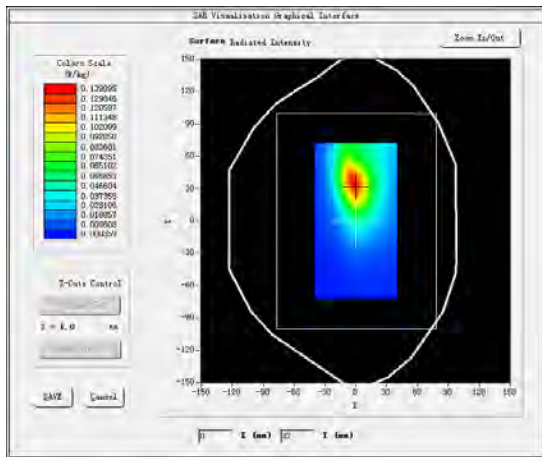 SAR Visualisation Graphical Interface
Surface Radiated Intensity
Zoom In/Out
Colors Scale
(W/kg)
0.139095
0.129846
0.120597
0.111348
0.102099
0.092850
0.083601
0.074351
0.065102
0.055853
0.046604
0.037355
0.028106
0.018857
0.009608
0.000359
150
120
90
60
30
0
-30
-60
-90
-120
-150
Y
-150 -120 -90 -60 -30 0 30 60 90 120 150
X
Z-Cuts Control
Z =
mm
SAVE
Cancel
0 X (mm) Y (mm)